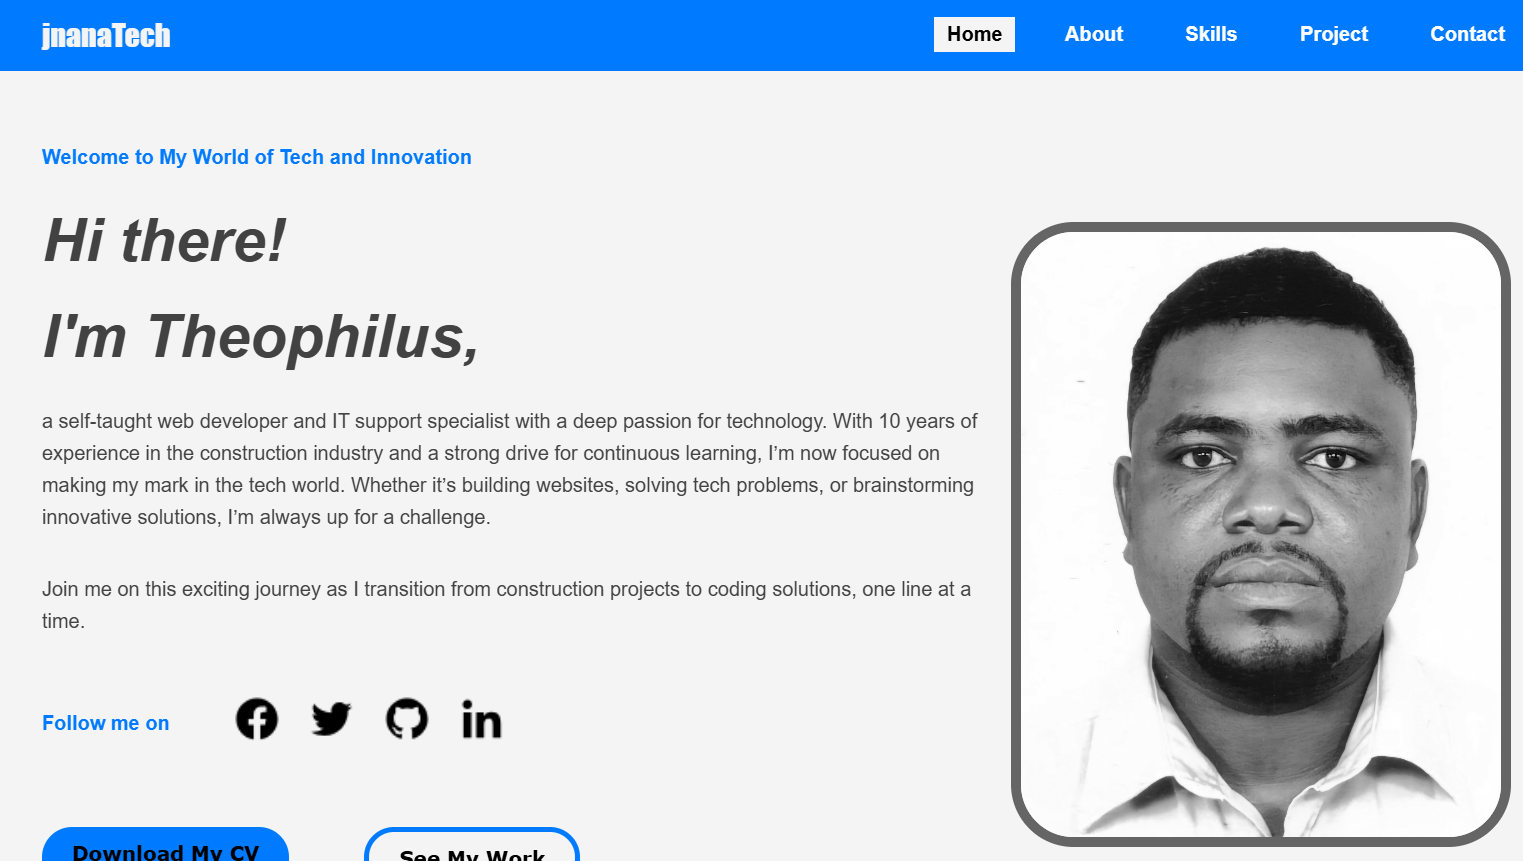 jnanaTech
Home About Skills Project Contact
Welcome to My World of Tech and Innovation
Hi there!
I'm Theophilus,
a self-taught web developer and IT support specialist with a deep passion for technology. With 10 years of
experience in the construction industry and a strong drive for continuous learning, I’m now focused on
making my mark in the tech world. Whether it’s building websites, solving tech problems, or brainstorming
innovative solutions, I’m always up for a challenge.
Join me on this exciting journey as I transition from construction projects to coding solutions, one line at a
time.
Follow me on
Download My CV See My Work